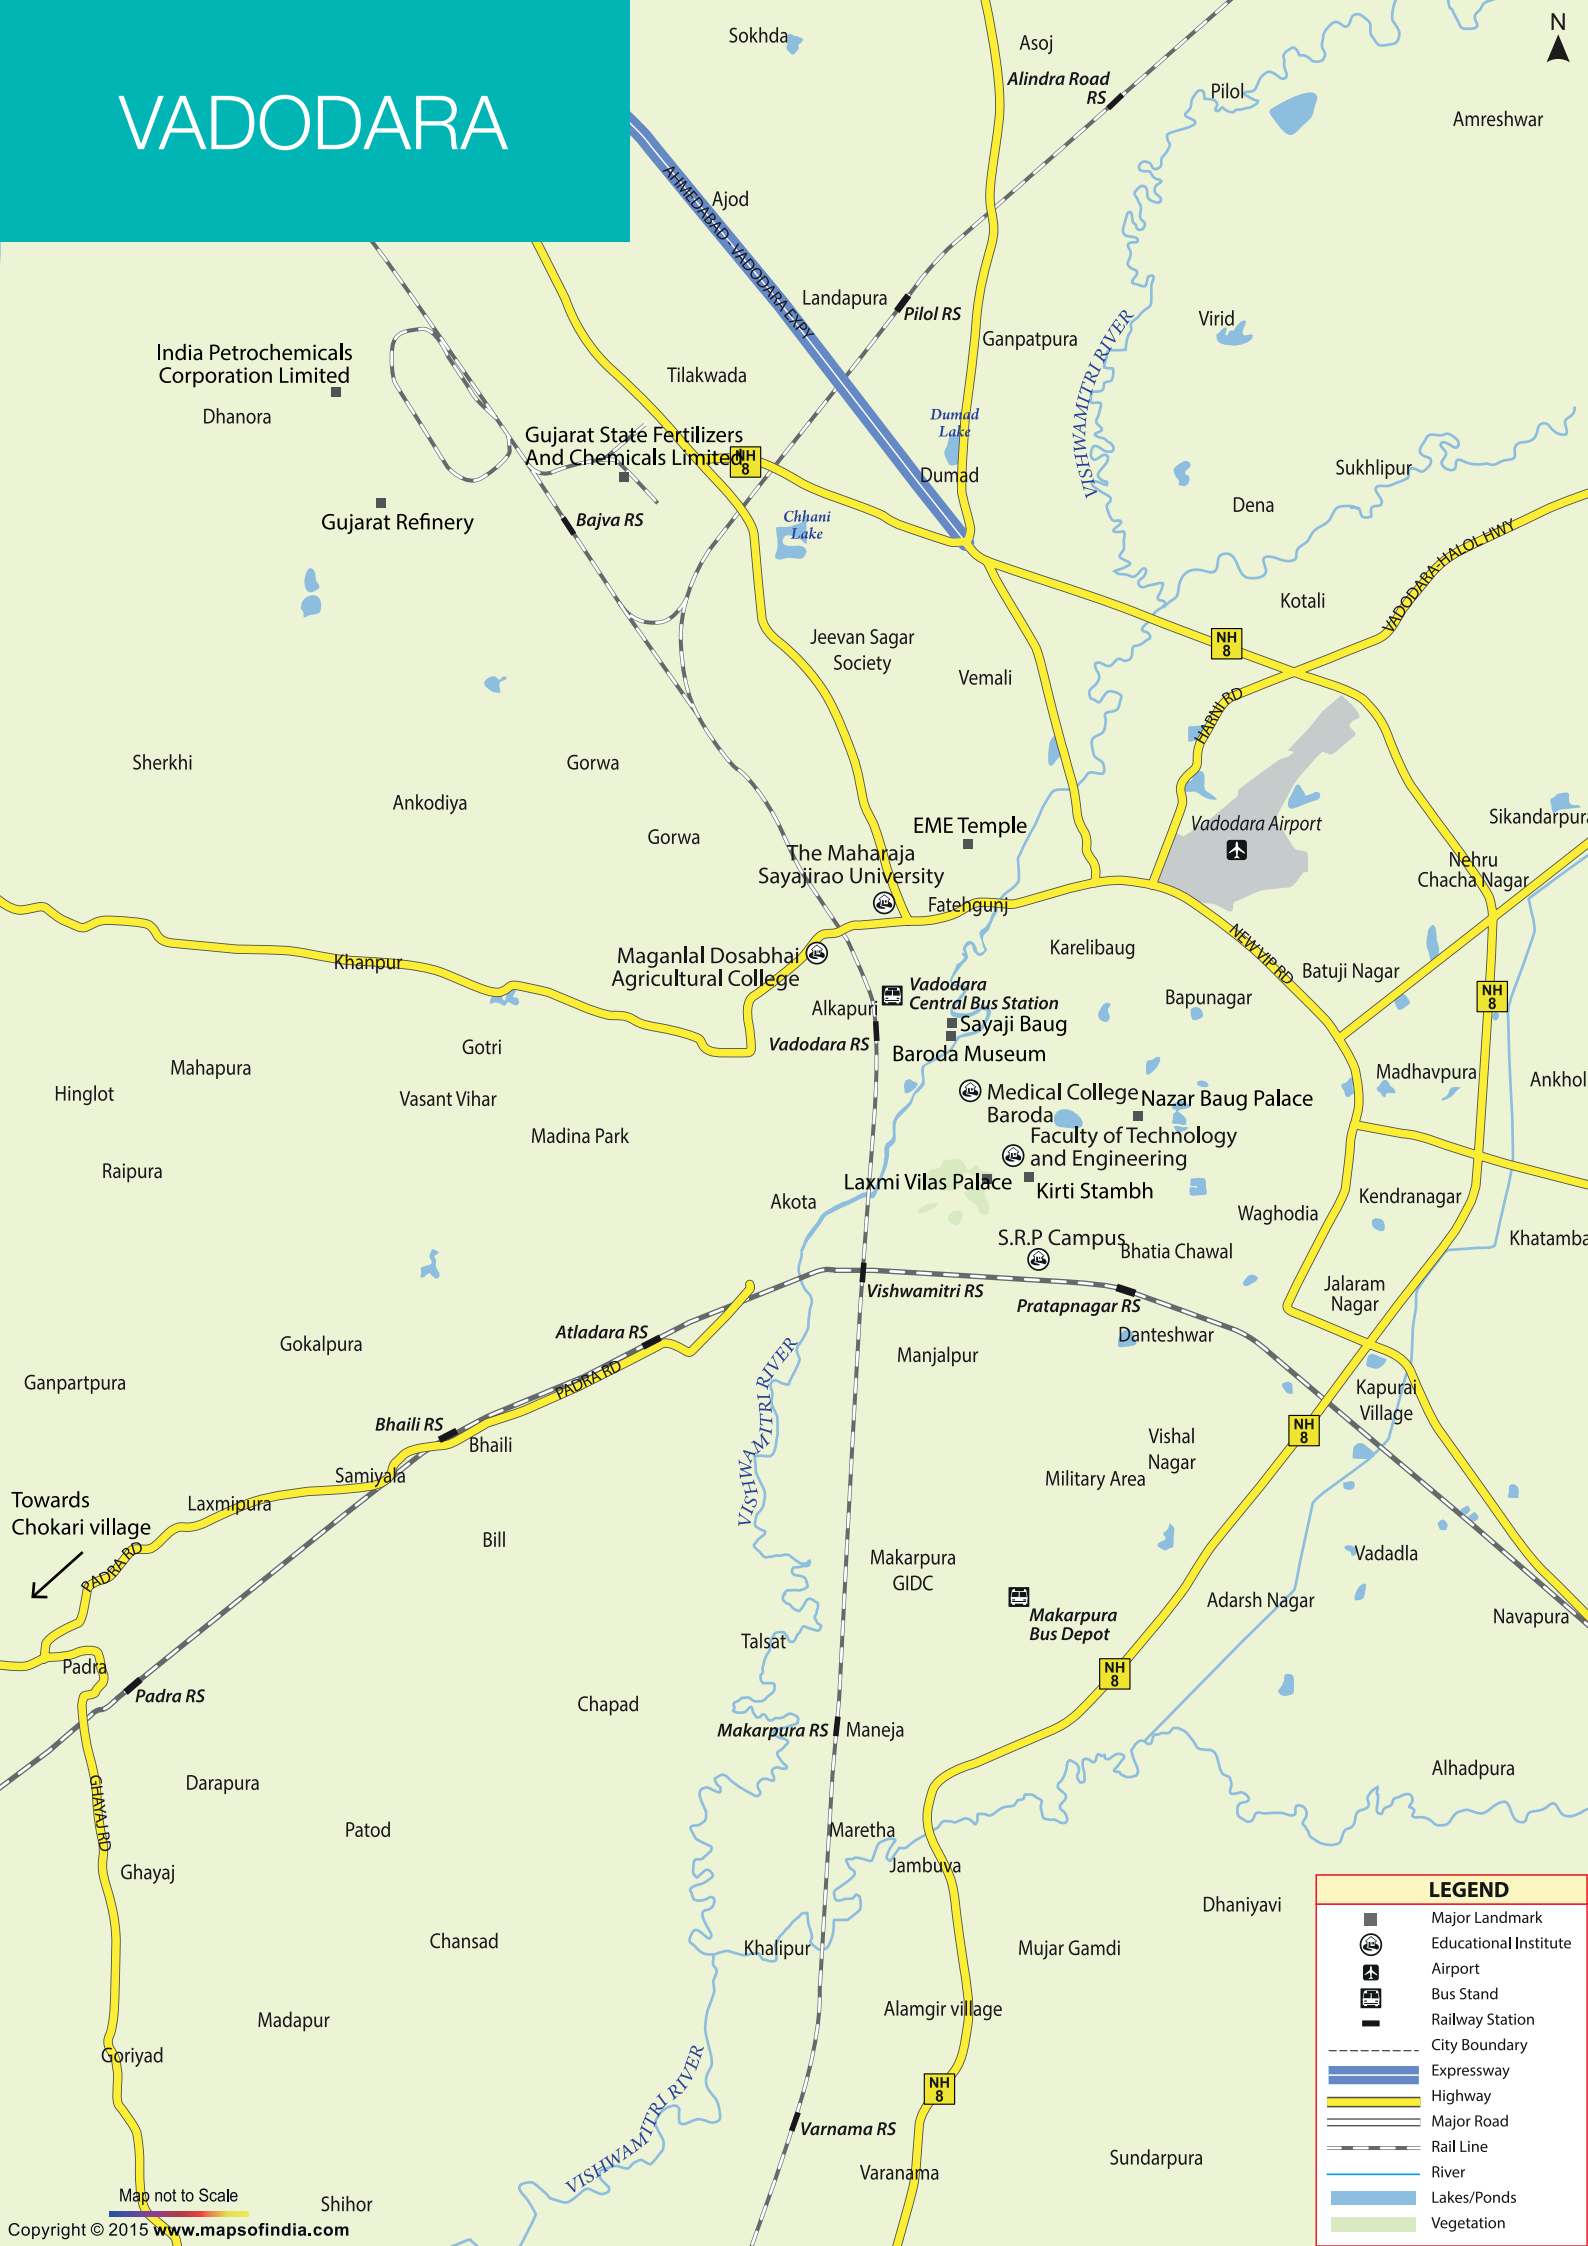 VADODARA
N
Sokhda
Asoj
Alindra Road
RS
Pilol
Amreshwar
AHMEDABAD - VADODARA EXPY
Ajod
Landapura
Pilol RS
Ganpatpura
VISHWAMITRI RIVER
Virid
India Petrochemicals
Corporation Limited
Dhanora
Tilakwada
Dumad
Lake
Gujarat State Fertilizers
And Chemicals Limited
NH
8
Dumad
Sukhlipur
Dena
Gujarat Refinery
Bajva RS
Chhani
Lake
VADODARA-HALOL HWY
Kotali
Jeevan Sagar
Society
Vemali
NH
8
HARNI RD
Sherkhi
Gorwa
Ankodiya
Gorwa
EME Temple
Vadodara Airport
Sikandarpura
The Maharaja
Sayajirao University
Nehru
Chacha Nagar
Fatehgunj
Karelibaug
NEW VIP RD
Batuji Nagar
Khanpur
Maganlal Dosabhai
Agricultural College
Vadodara
Central Bus Station
Bapunagar
NH
8
Alkapuri
Sayaji Baug
Vadodara RS
Baroda Museum
Gotri
Mahapura
Hinglot
Vasant Vihar
Madhavpura
Ankhol
Medical College
Baroda
Nazar Baug Palace
Madina Park
Faculty of Technology
and Engineering
Raipura
Laxmi Vilas Palace
Kirti Stambh
Akota
Kendranagar
Waghodia
Khatamba
S.R.P Campus
Bhatia Chawal
Vishwamitri RS
Pratapnagar RS
Jalaram
Nagar
Atladara RS
Danteshwar
Gokalpura
Manjalpur
Ganpartpura
PADRA RD
VISHWAMITRI RIVER
Kapurai
Village
Bhaili RS
Bhaili
NH
8
Vishal
Nagar
Samiyala
Military Area
Laxmipura
Towards
Chokari village
Bill
PADRA RD
Makarpura
GIDC
Vadadla
Adarsh Nagar
Navapura
Makarpura
Bus Depot
Talsat
Padra
Padra RS
NH
8
Chapad
Makarpura RS
Maneja
Alhadpura
Darapura
GHAYAJ RD
Patod
Maretha
Ghayaj
Jambuva
Dhaniyavi
Chansad
Khalipur
Mujar Gamdi
Alamgir village
Madapur
Goriyad
VISHWAMITRI RIVER
NH
8
Varnama RS
Varanama
Sundarpura
Shihor
LEGEND
Major Landmark
Educational Institute
Airport
Bus Stand
Railway Station
City Boundary
Expressway
Highway
Major Road
Rail Line
River
Lakes/Ponds
Vegetation
Map not to Scale
Copyright © 2015 www.mapsofindia.com